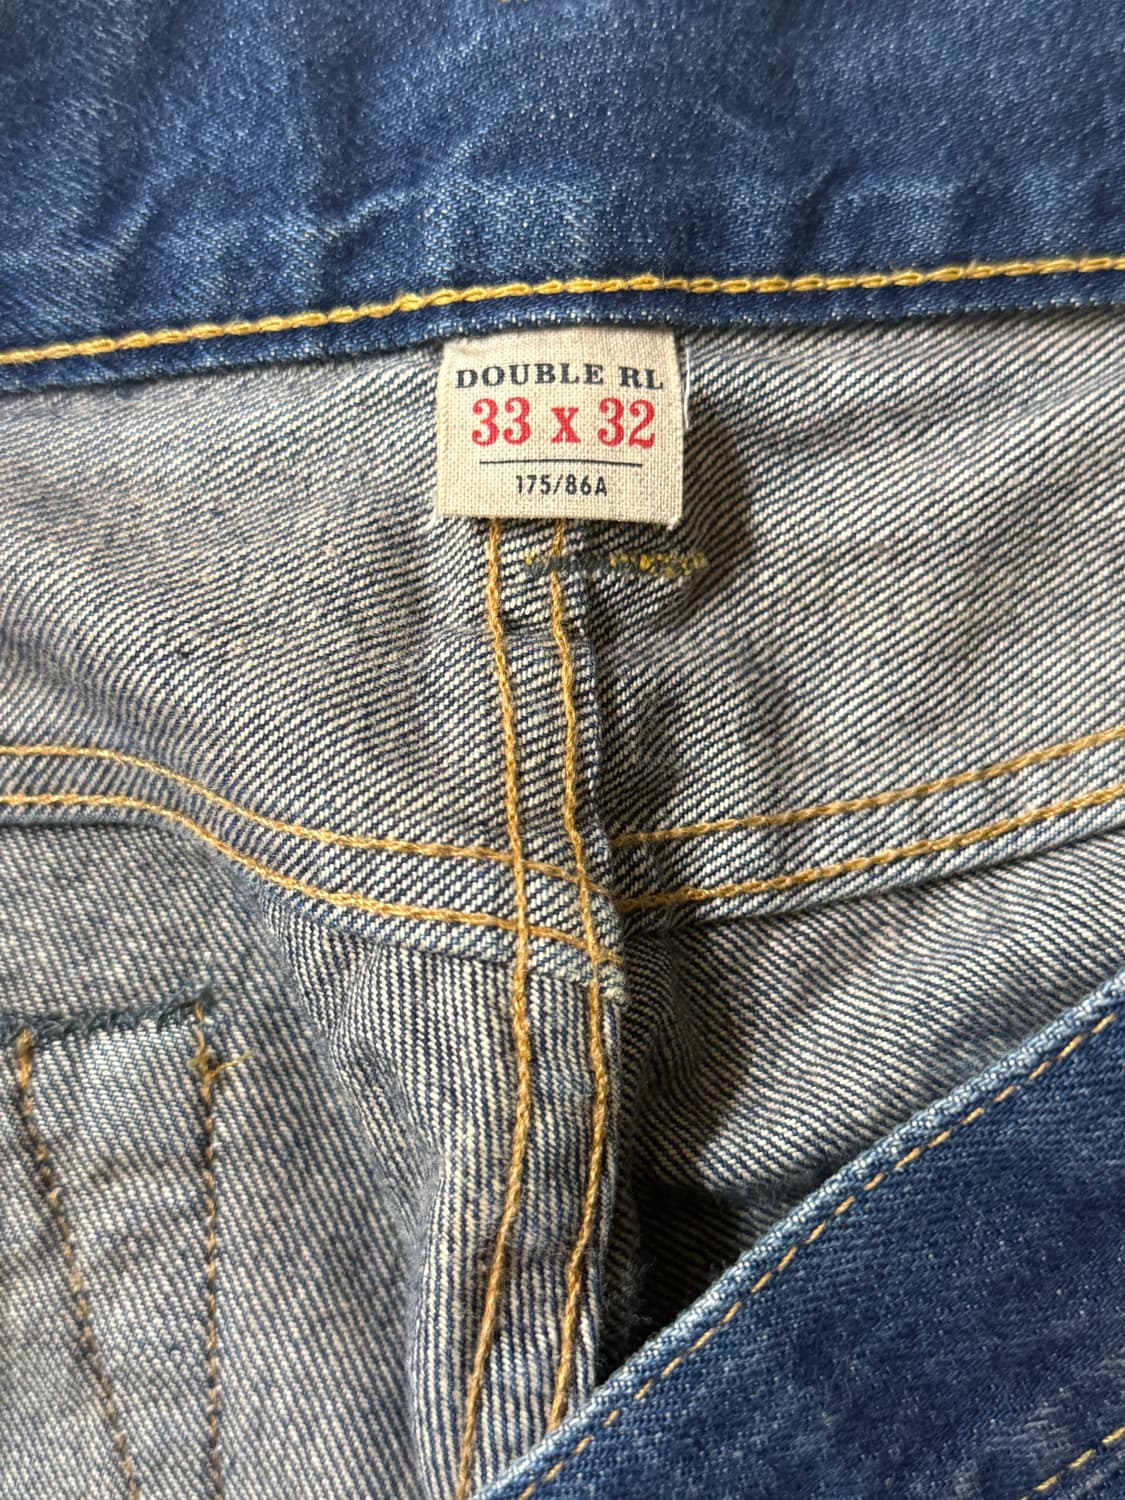 DOUBLE RL
33 x 32
175/86A